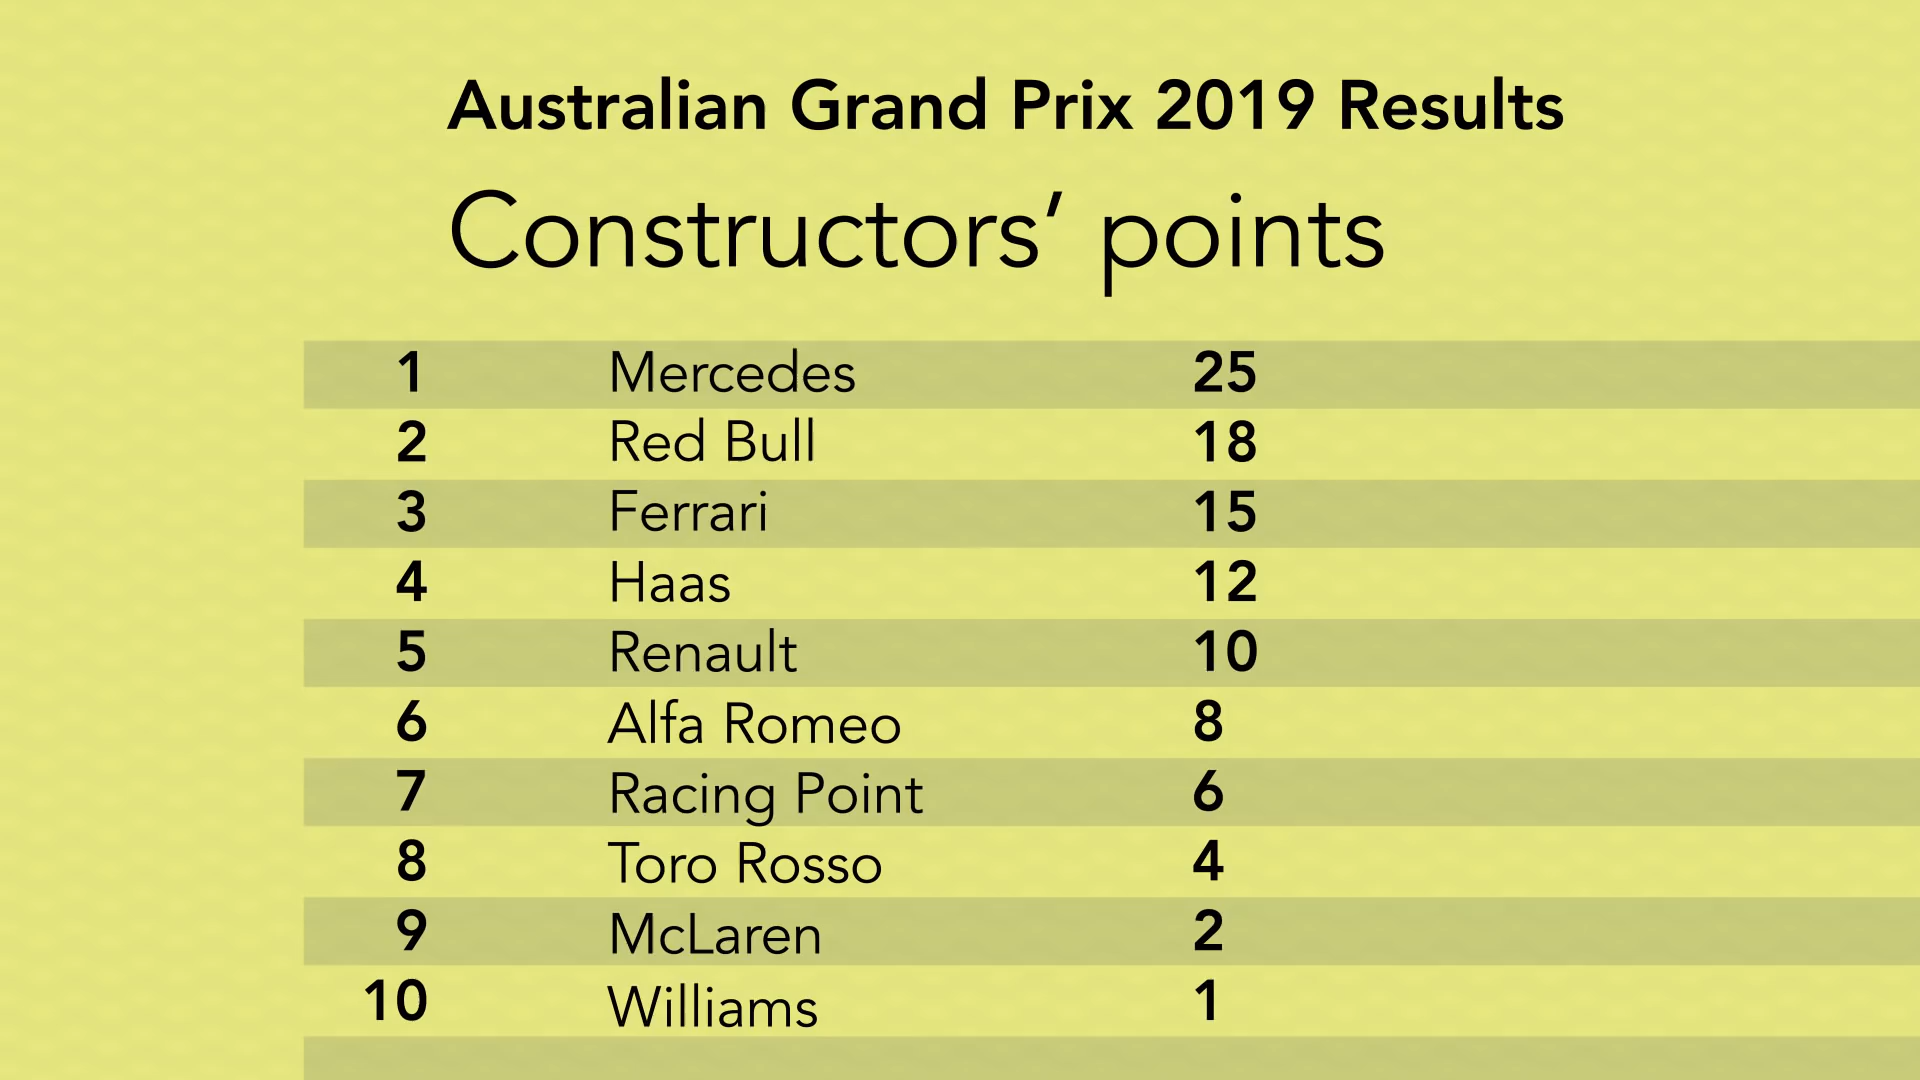 Australian Grand Prix 2019 Results
Constructors’ points
1 Mercedes 25
2 Red Bull 18
3 Ferrari 15
4 Haas 12
5 Renault 10
6 Alfa Romeo 8
7 Racing Point 6
8 Toro Rosso 4
9 McLaren 2
10 Williams 1